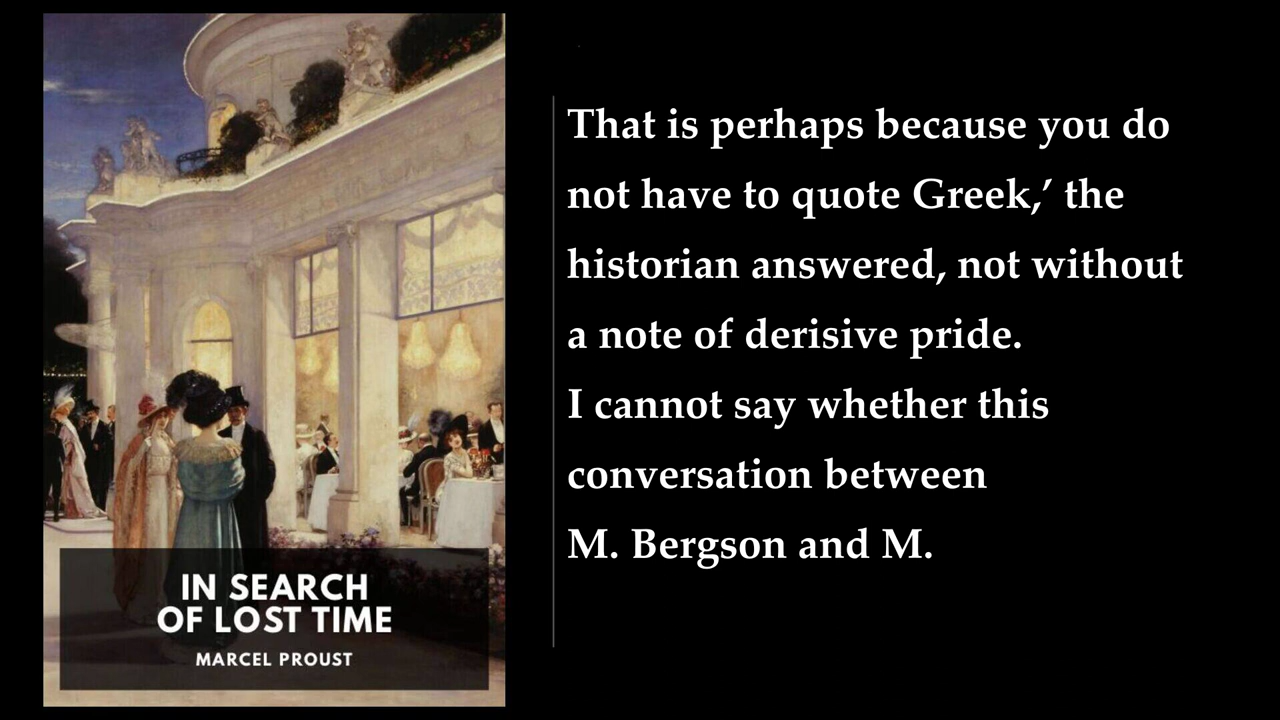 IN SEARCH
OF LOST TIME
MARCEL PROUST
That is perhaps because you do
not have to quote Greek,’ the
historian answered, not without
a note of derisive pride.
I cannot say whether this
conversation between
M. Bergson and M.